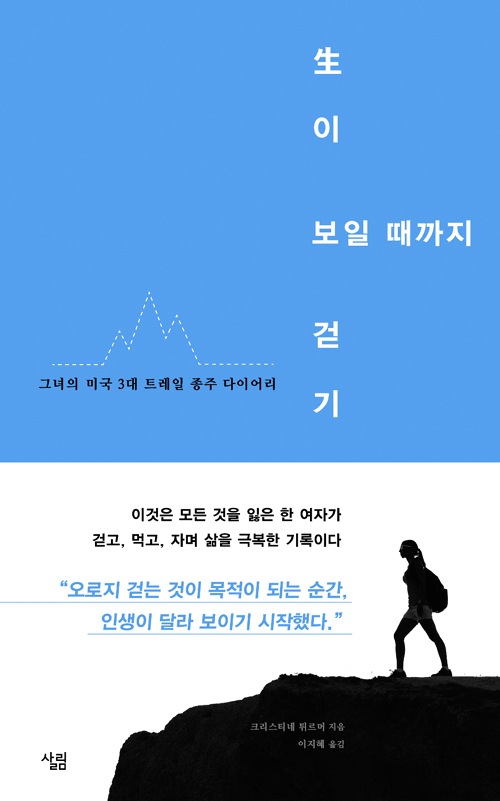 生
이
보일 때까지
걷
기
그녀의 미국 3대 트레일 종주 다이어리
이것은 모든 것을 잃은 한 여자가
걷고, 먹고, 자며 삶을 극복한 기록이다
“오로지 걷는 것이 목적이 되는 순간,
인생이 달라 보이기 시작했다.”
크리스티네 튀르머 지음
이지혜 옮김
살림